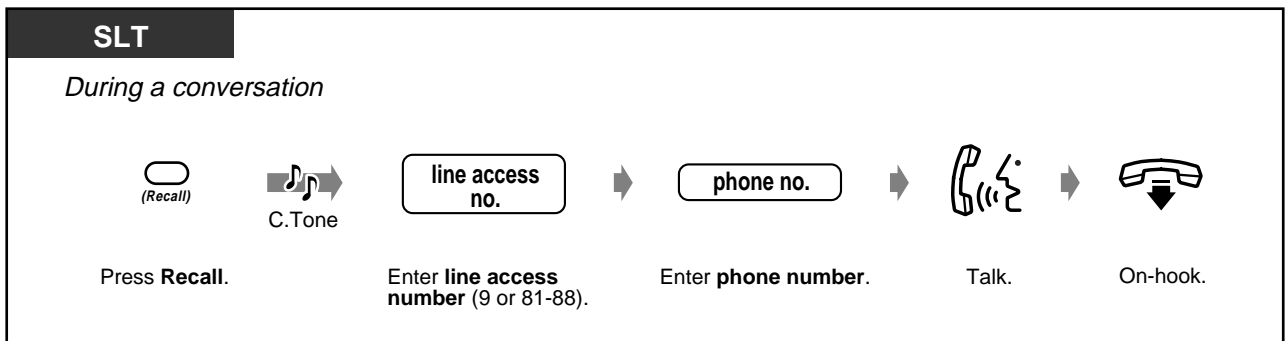 SLT
During a conversation
(Recall)
C.Tone
line access
no.
phone no.
Press Recall.
Enter line access
number (9 or 81-88).
Enter phone number.
Talk.
On-hook.